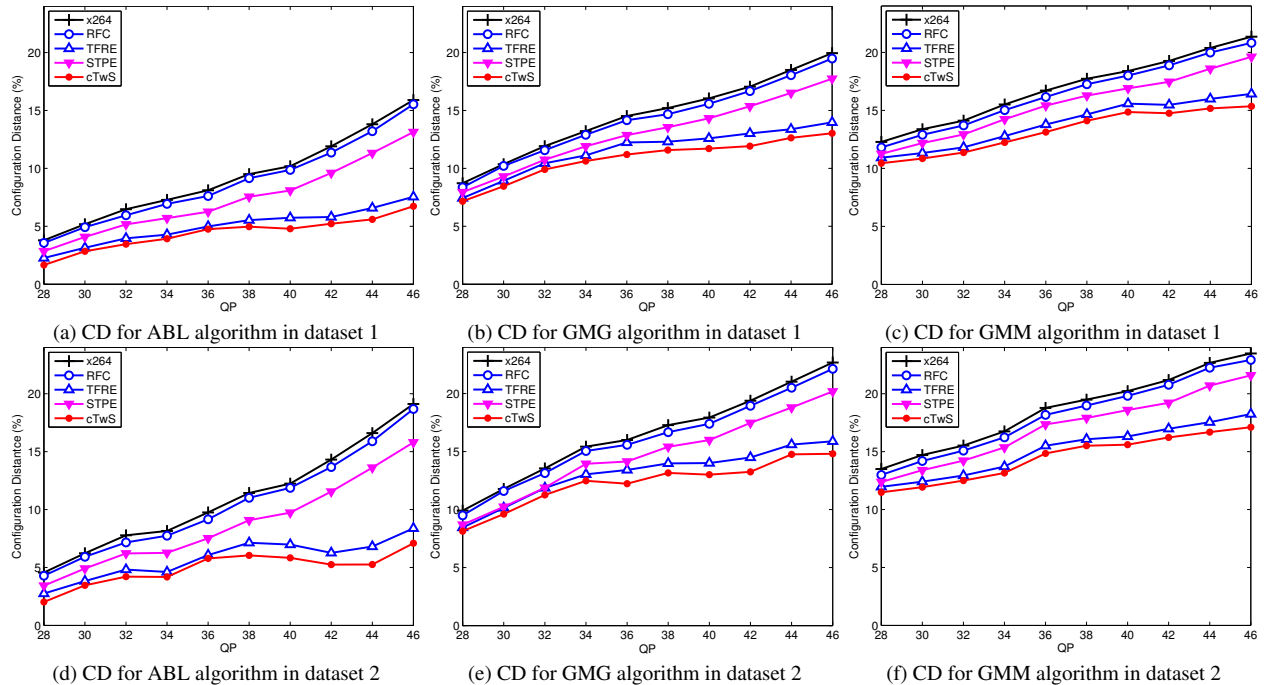 x264
RFC
TFRE
STPE
cTwS
Configuration Distance (%)
20
15
10
5
0
28 30 32 34 36 38 40 42 44 46
QP
(a) CD for ABL algorithm in dataset 1
x264
RFC
TFRE
STPE
cTwS
Configuration Distance (%)
20
15
10
5
0
28 30 32 34 36 38 40 42 44 46
QP
(b) CD for GMG algorithm in dataset 1
x264
RFC
TFRE
STPE
cTwS
Configuration Distance (%)
20
15
10
5
0
28 30 32 34 36 38 40 42 44 46
QP
(c) CD for GMM algorithm in dataset 1
x264
RFC
TFRE
STPE
cTwS
Configuration Distantce (%)
20
15
10
5
0
28 30 32 34 36 38 40 42 44 46
QP
(d) CD for ABL algorithm in dataset 2
x264
RFC
TFRE
STPE
cTwS
Configuration Distance (%)
20
15
10
5
0
28 30 32 34 36 38 40 42 44 46
QP
(e) CD for GMG algorithm in dataset 2
x264
RFC
TFRE
STPE
cTwS
Configuration Distance (%)
20
15
10
5
0
28 30 32 34 36 38 40 42 44 46
QP
(f) CD for GMM algorithm in dataset 2